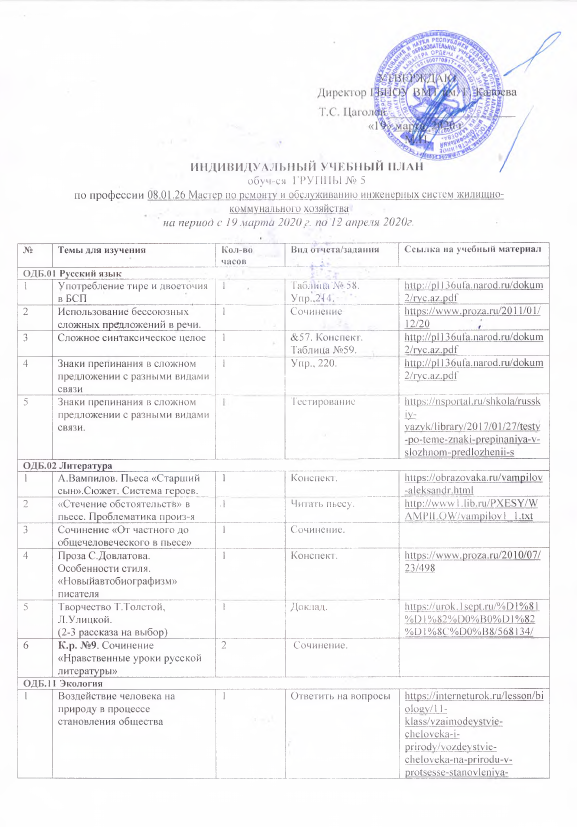 УТВЕРЖДАЮ
Директор ГБПОУ ВМТ им. Г. Калоева
Т.С. Цаголов
«19» марта 2020г.
ИНДИВИДУАЛЬНЫЙ УЧЕБНЫЙ ПЛАН
обуч-ся ГРУППЫ № 5
по профессии 08.01.26 Мастер по ремонту и обслуживанию инженерных систем жилищно-
коммунального хозяйства
на период с 19 марта 2020 г. по 12 апреля 2020г.
№ Темы для изучения Кол-во часов Вид отчета/задания Ссылка на учебный материал
ОДБ.01 Русский язык
1 Употребление тире и двоеточия 1 Таблица № 58. http://pl136ufa.narod.ru/dokum
в БСП Упр.,214. 2/ryc.az.pdf
2 Использование бессоюзных 1 Сочинение https://www.proza.ru/2011/01/
сложных предложений в речи. 12/20
3 Сложное синтаксическое целое 1 &57. Конспект. http://pl136ufa.narod.ru/dokum
Таблица №59. 2/ryc.az.pdf
4 Знаки препинания в сложном 1 Упр., 220. http://pl136ufa.narod.ru/dokum
предложении с разными видами 2/ryc.az.pdf
связи
5 Знаки препинания в сложном 1 Тестирование https://nsportal.ru/shkola/russk
предложении с разными видами iy-
связи. yazyk/library/2017/01/27/testy
-po-teme-znaki-prepinaniya-v-
slozhnom-predlozhenii-s
ОДБ.02 Литература
1 А.Вампилов. Пьеса «Старший 1 Конспект. https://obrazovaka.ru/vampilov
сын».Сюжет. Система героев. -aleksandr.html
2 «Стечение обстоятельств» в 1 Читать пьесу. http://www1.lib.ru/PXESY/W
пьесе. Проблематика произ-я AMPILOW/vampilov1_1.txt
3 Сочинение «От частного до 1 Сочинение.
общечеловеческого в пьесе»
4 Проза С.Довлатова. 1 Конспект. https://www.proza.ru/2010/07/
Особенности стиля. 23/498
«Новыйавтобиографизм»
писателя
5 Творчество Т.Толстой, 1 Доклад. https://urok.1sept.ru/%D1%81
Л.Улицкой. %D1%82%D0%B0%D1%82
(2-3 рассказа на выбор) %D1%8C%D0%B8/568134/
6 К.р. №9. Сочинение 2 Сочинение.
«Нравственные уроки русской
литературы»
ОДБ.11 Экология
1 Воздействие человека на 1 Ответить на вопросы https://interneturok.ru/lesson/bi
природу в процессе ology/11-
становления общества klass/vzaimodeystvie-
cheloveka-i-
prirody/vozdeystvie-
cheloveka-na-prirodu-v-
protsesse-stanovleniya-